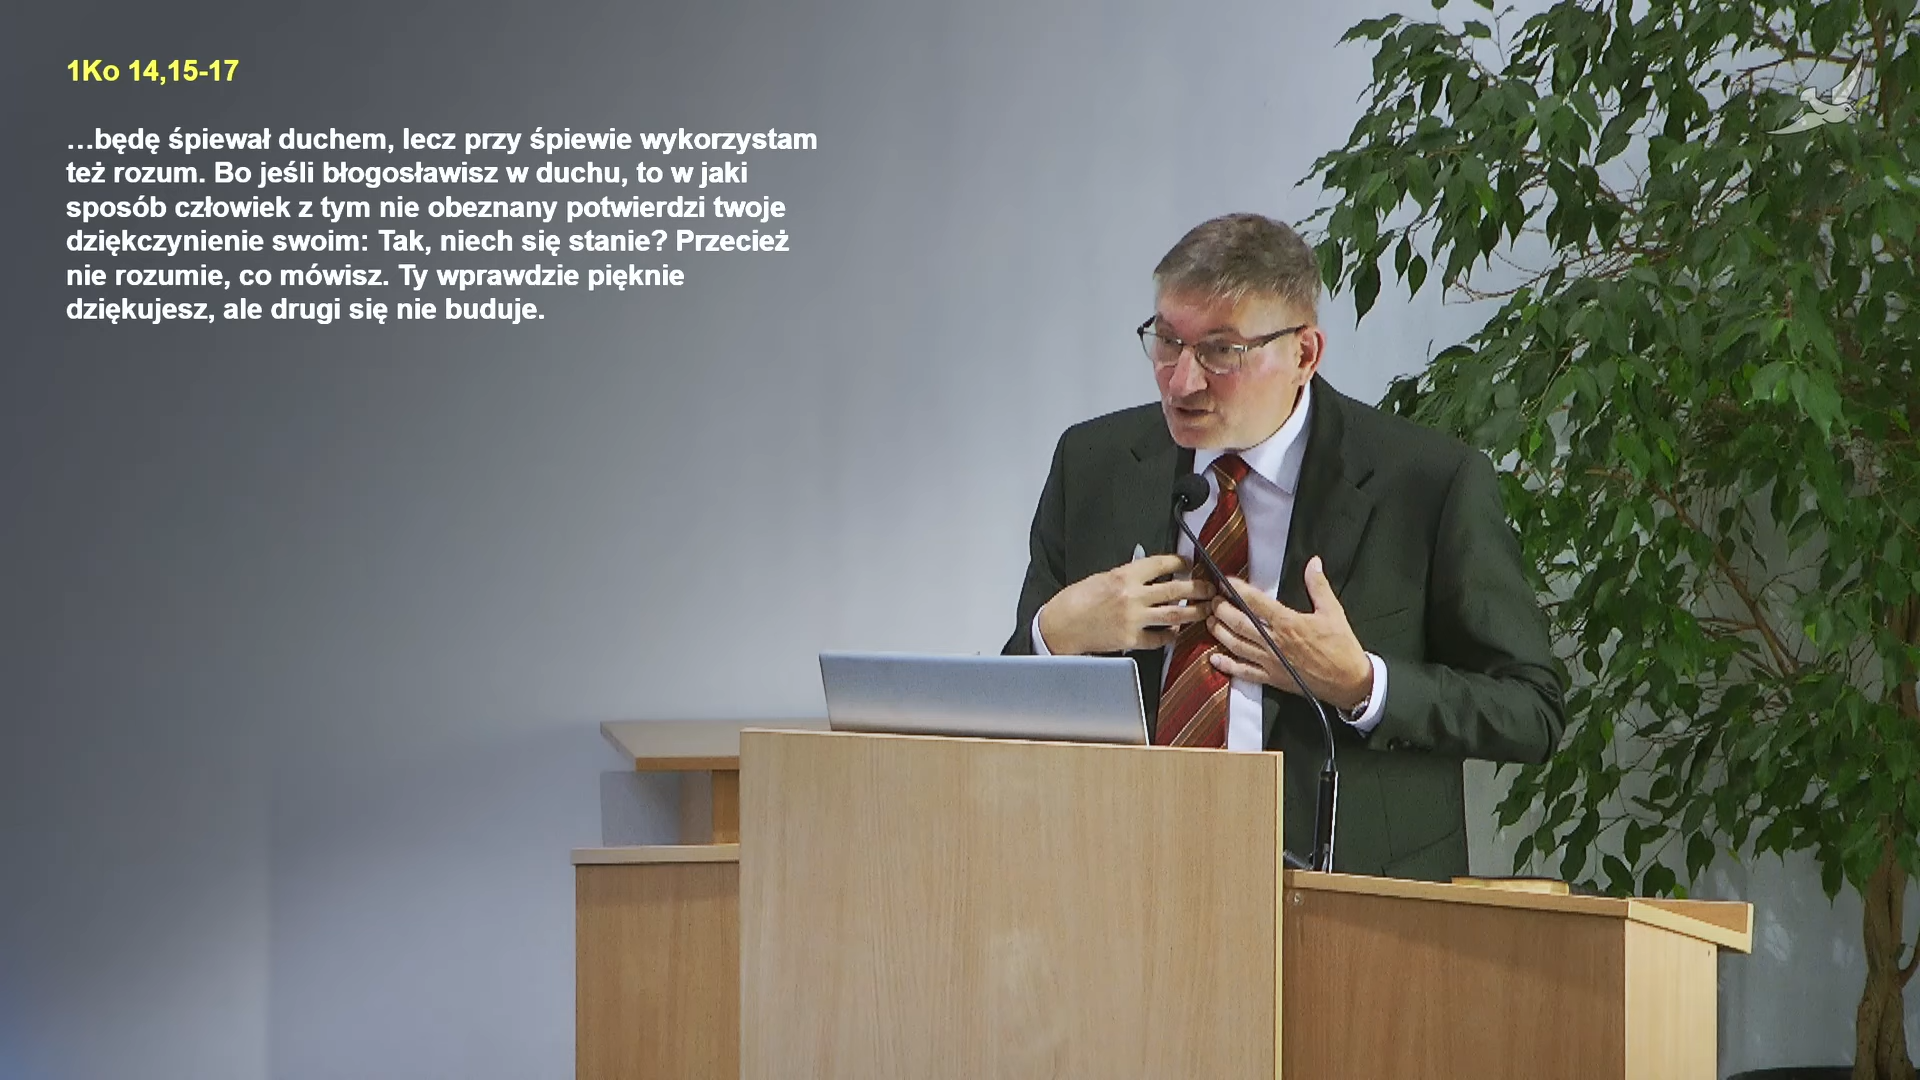 1Ko 14,15-17
…będę śpiewał duchem, lecz przy śpiewie wykorzystam
też rozum. Bo jeśli błogosławisz w duchu, to w jaki
sposób człowiek z tym nie obeznany potwierdzi twoje
dziękczynienie swoim: Tak, niech się stanie? Przecież
nie rozumie, co mówisz. Ty wprawdzie pięknie
dziękujesz, ale drugi się nie buduje.